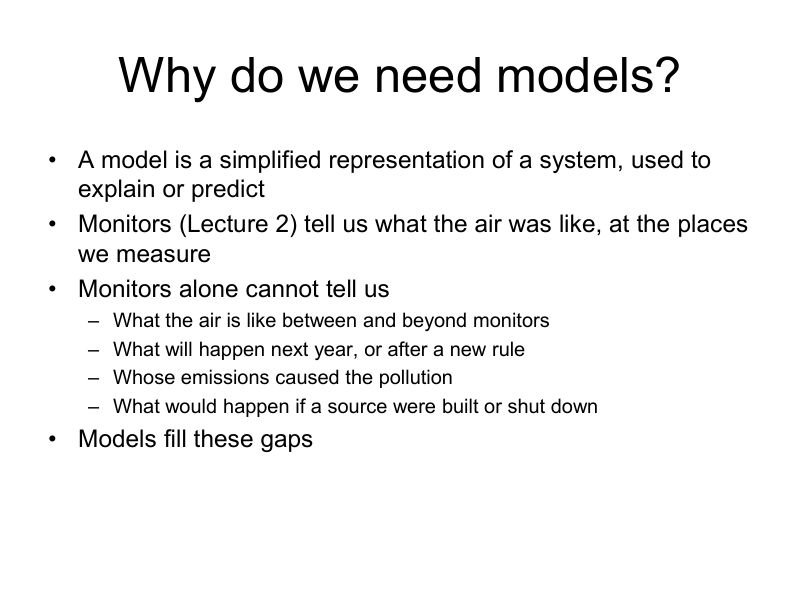 Why do we need models?
• A model is a simplified representation of a system, used to
explain or predict
• Monitors (Lecture 2) tell us what the air was like, at the places
we measure
• Monitors alone cannot tell us
– What the air is like between and beyond monitors
– What will happen next year, or after a new rule
– Whose emissions caused the pollution
– What would happen if a source were built or shut down
• Models fill these gaps